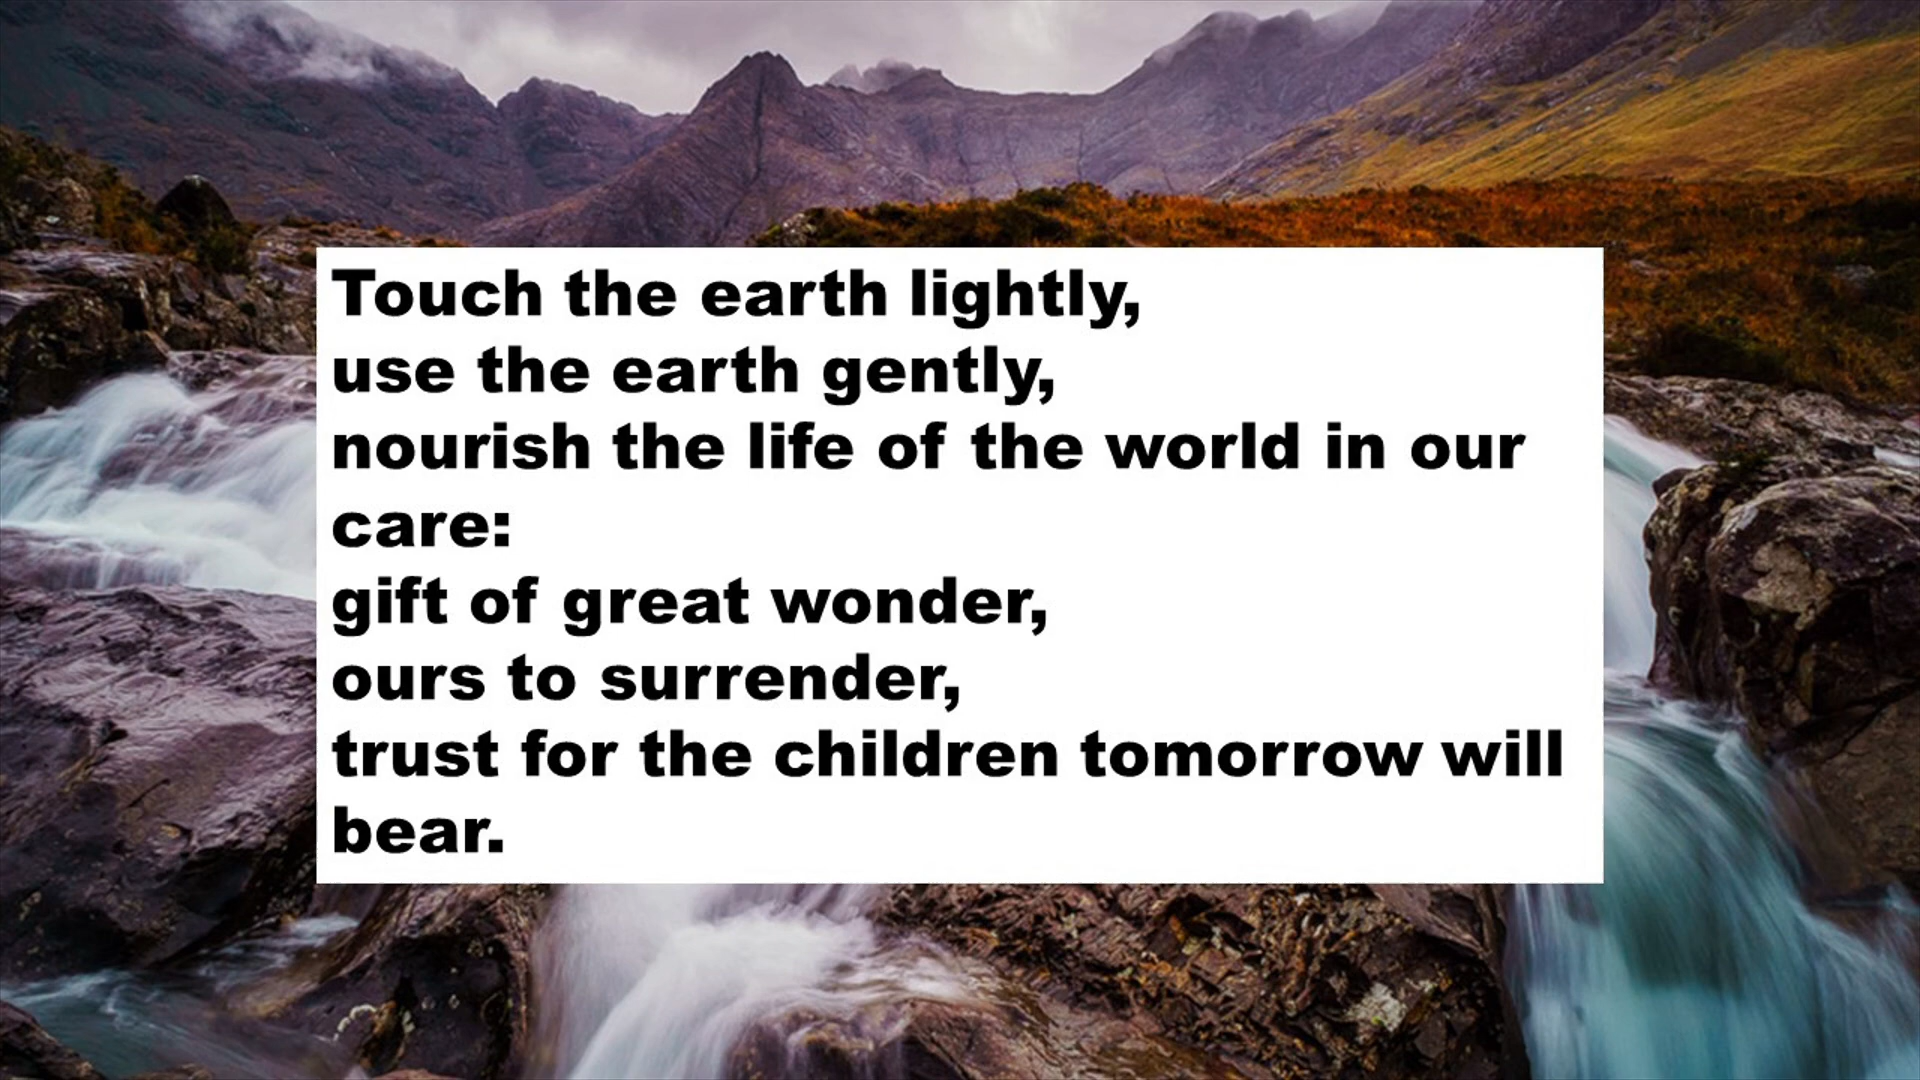 Touch the earth lightly,
use the earth gently,
nourish the life of the world in our
care:
gift of great wonder,
ours to surrender,
trust for the children tomorrow will
bear.